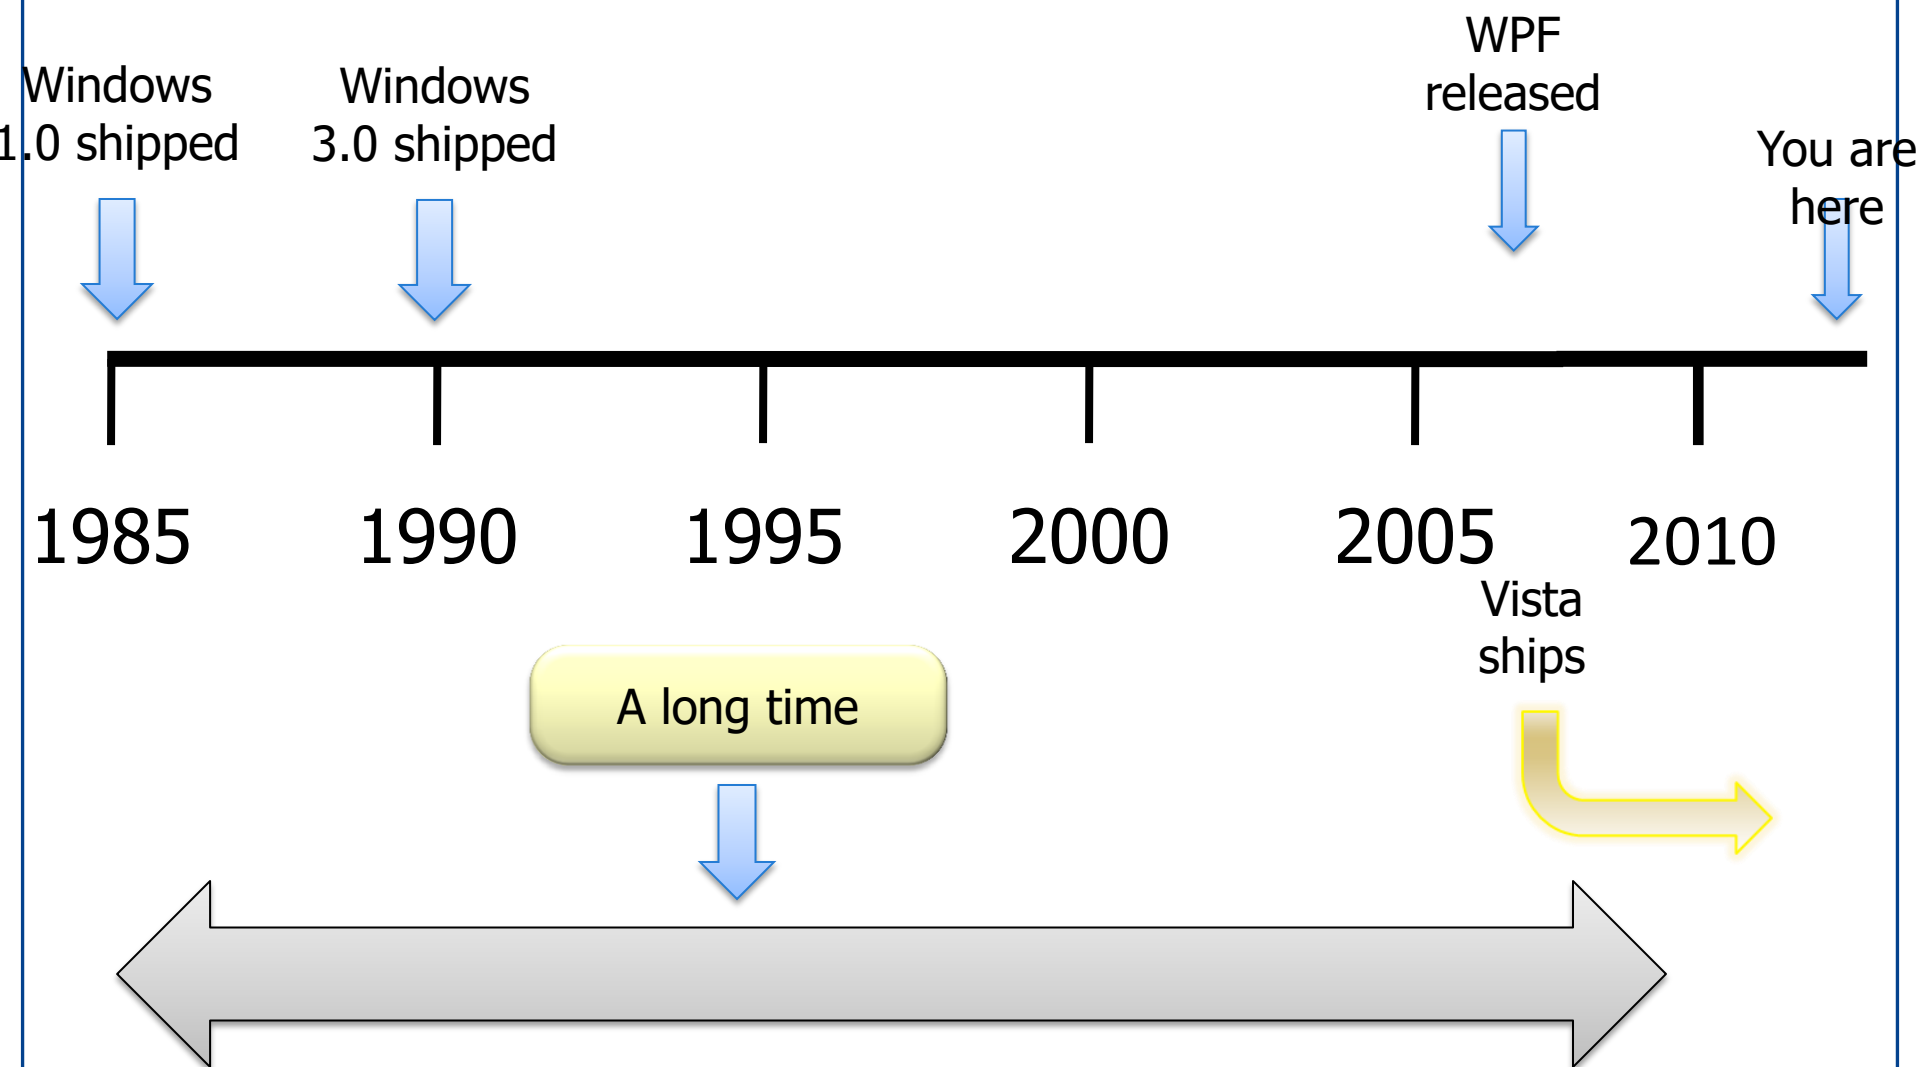 WPF
released
Windows
1.0 shipped
Windows
3.0 shipped
You are
here
1985
1990
1995
2000
2005
2010
Vista
ships
A long time